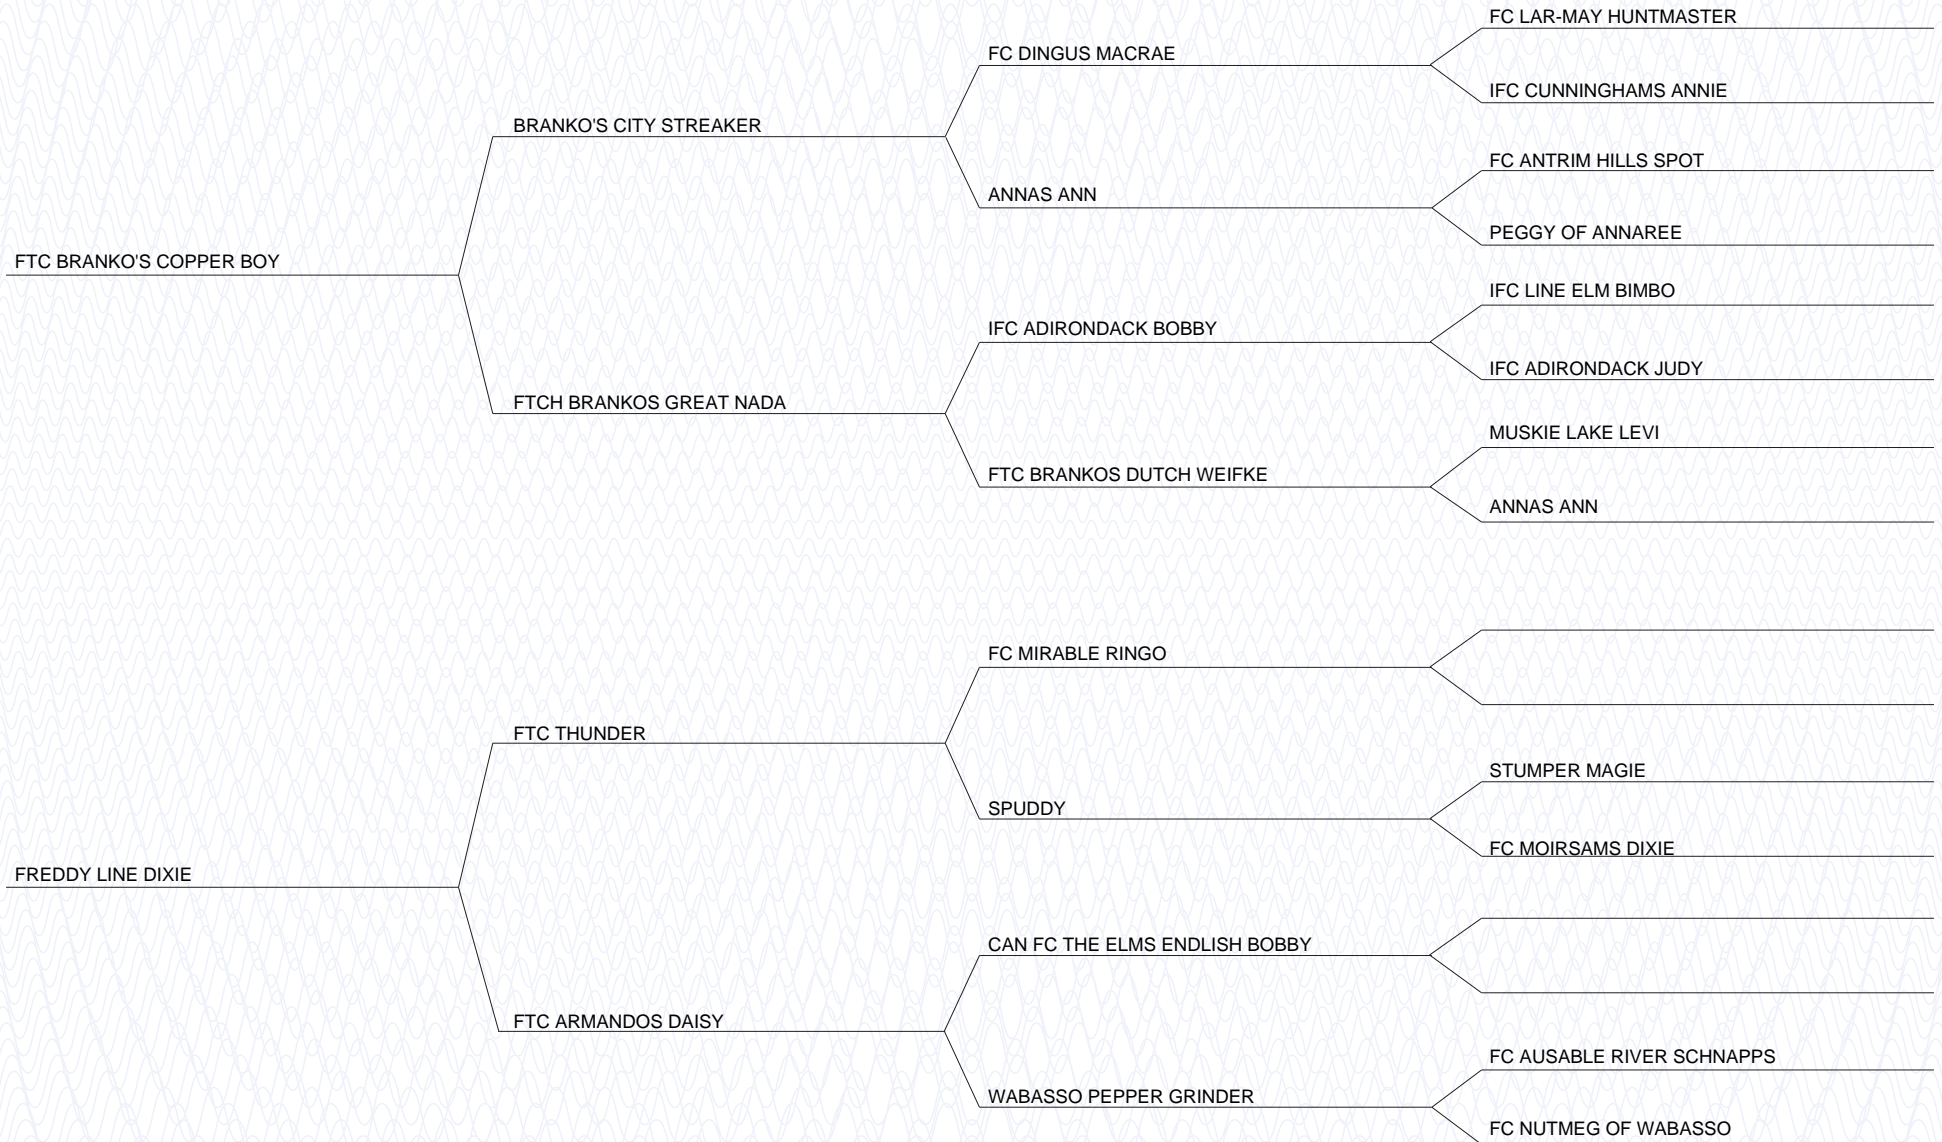 FC LAR-MAY HUNTMASTER
FC DINGUS MACRAE
IFC CUNNINGHAMS ANNIE
BRANKO'S CITY STREAKER
FC ANTRIM HILLS SPOT
ANNAS ANN
PEGGY OF ANNAREE
FTC BRANKO'S COPPER BOY
IFC LINE ELM BIMBO
IFC ADIRONDACK BOBBY
IFC ADIRONDACK JUDY
FTCH BRANKOS GREAT NADA
MUSKIE LAKE LEVI
FTC BRANKOS DUTCH WEIFKE
ANNAS ANN
FC MIRABLE RINGO
FTC THUNDER
STUMPER MAGIE
SPUDDY
FC MOIRSAMS DIXIE
FREDDY LINE DIXIE
CAN FC THE ELMS ENDLISH BOBBY
FTC ARMANDOS DAISY
FC AUSABLE RIVER SCHNAPPS
WABASSO PEPPER GRINDER
FC NUTMEG OF WABASSO